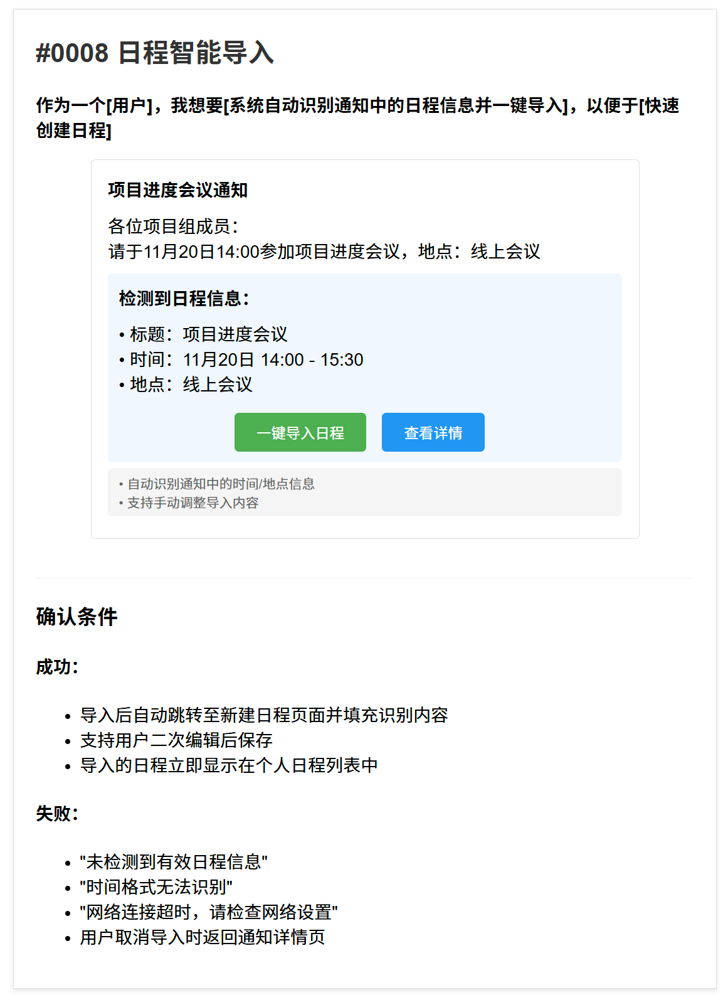 #0008 日程智能导入
作为一个[用户]，我想要[系统自动识别通知中的日程信息并一键导入]，以便于[快速
创建日程]
项目进度会议通知
各位项目组成员：
请于11月20日14:00参加项目进度会议，地点：线上会议
检测到日程信息：
• 标题：项目进度会议
• 时间：11月20日 14:00 - 15:30
• 地点：线上会议
一键导入日程 查看详情
• 自动识别通知中的时间/地点信息
• 支持手动调整导入内容
确认条件
成功：
• 导入后自动跳转至新建日程页面并填充识别内容
• 支持用户二次编辑后保存
• 导入的日程立即显示在个人日程列表中
失败：
• "未检测到有效日程信息"
• "时间格式无法识别"
• "网络连接超时，请检查网络设置"
• 用户取消导入时返回通知详情页